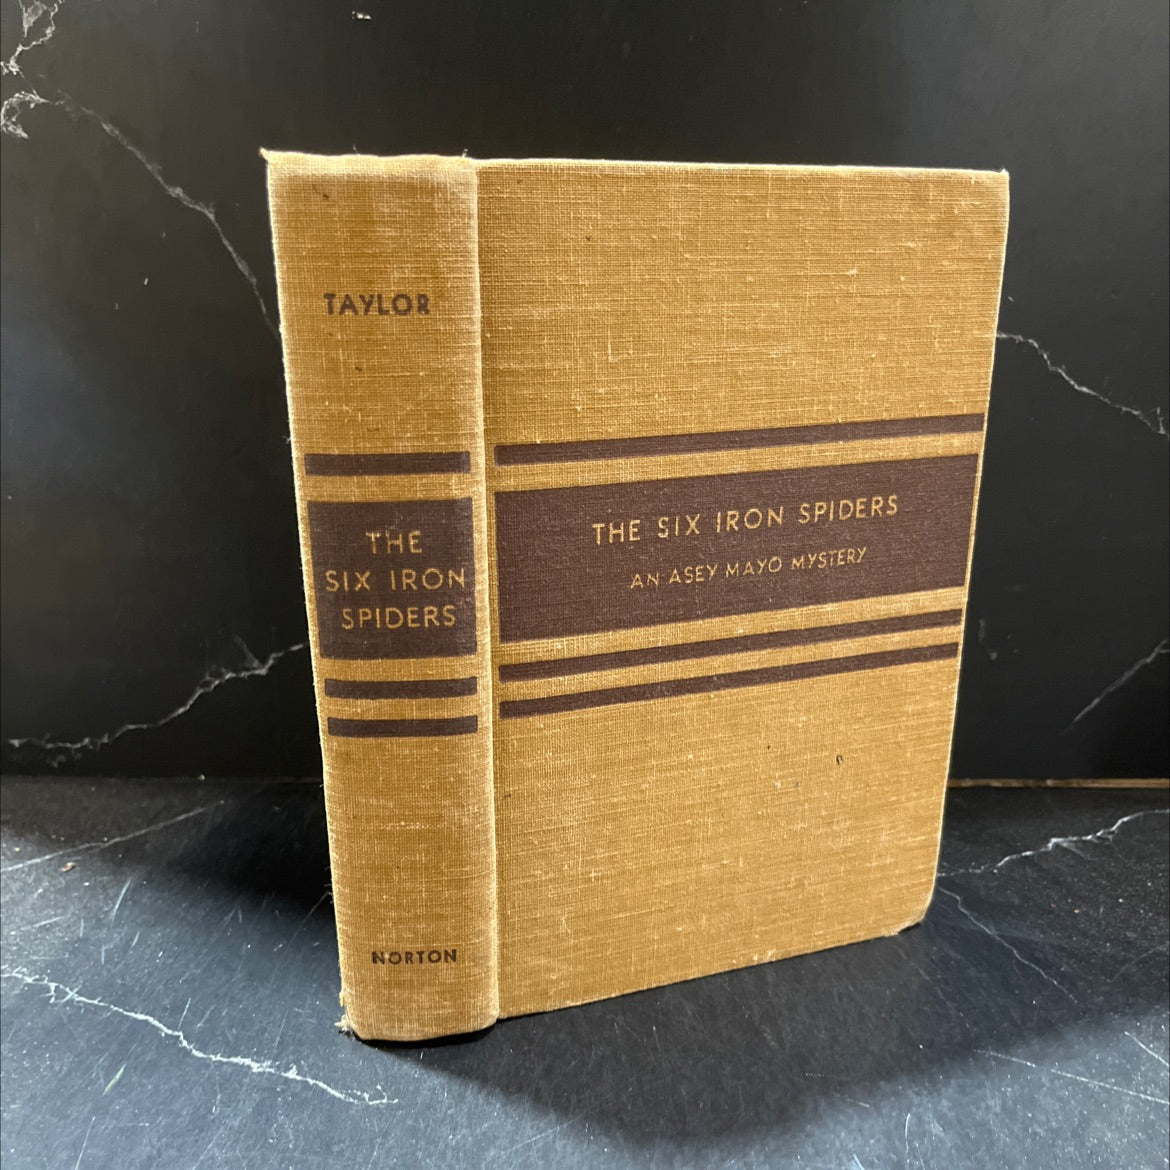 TAYLOR
THE
SIX IRON
SPIDERS
NORTON
THE SIX IRON SPIDERS
AN ASEY MAYO MYSTERY